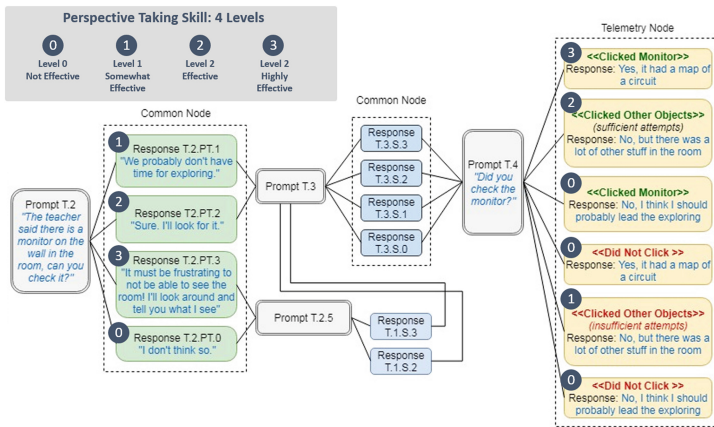 Perspective Taking Skill: 4 Levels
0
1
2
3
Level 0
Not Effective
Level 1
Somewhat
Effective
Level 2
Effective
Level 2
Highly
Effective
Common Node
Common Node
Telemetry Node
Prompt T.2
"The teacher
said there is a
monitor on the
wall in the
room, can you
check it?"
1
Response T.2.PT.1
"We probably don't have
time for exploring."
2
Response T2.PT.2
"Sure. I'll look for it."
3
Response T.2.PT.3
"It must be frustrating to
not be able to see the
room! I'll look around and
tell you what I see"
0
Response T.2.PT.0
"I don't think so."
Prompt T.3
Prompt T.2.5
Response
T.3.S.3
Response
T.3.S.2
Response
T.3.S.1
Response
T.3.S.0
Response
T.1.S.3
Response
T.1.S.2
Prompt T.4
"Did you
check the
monitor?"
3
<<Clicked Monitor>>
Response: Yes, it had a map of
a circuit
2
<<Clicked Other Objects>>
(sufficient attempts)
Response: No, but there was a
lot of other stuff in the room
0
<<Clicked Monitor>>
Response: No, I think I should
probably lead the exploring
0
<<Did Not Click >>
Response: Yes, it had a map of
a circuit
1
<<Clicked Other Objects>>
(insufficient attempts)
Response: No, but there was a
lot of other stuff in the room
0
<<Did Not Click >>
Response: No, I think I should
probably lead the exploring